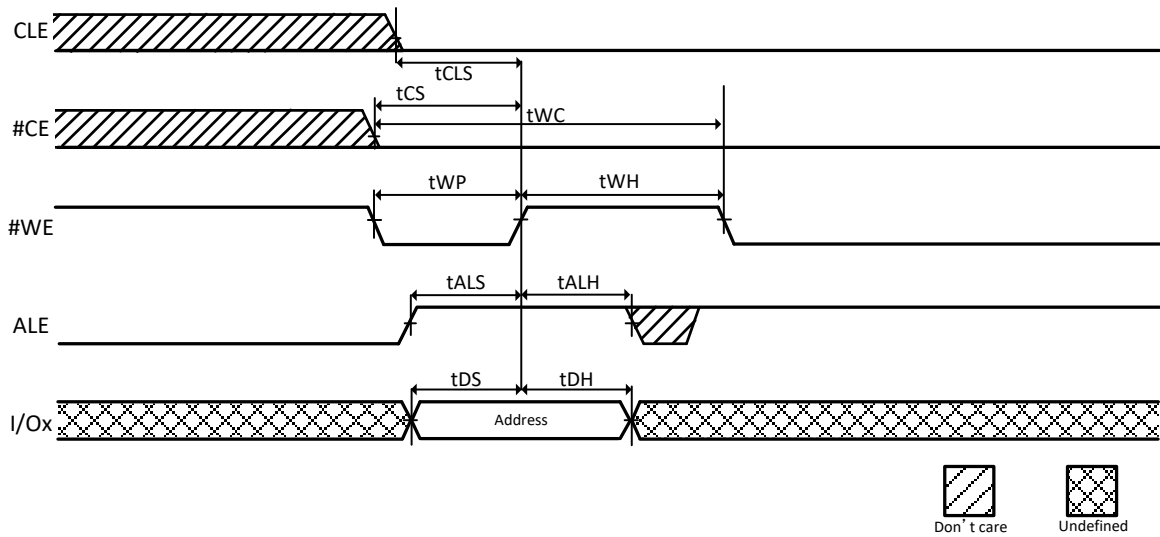 CLE
tCLS
tCS
#CE
tWC
tWP
tWH
#WE
tALS
tALH
ALE
tDS
tDH
I/Ox
Address
Don’t care
Undefined